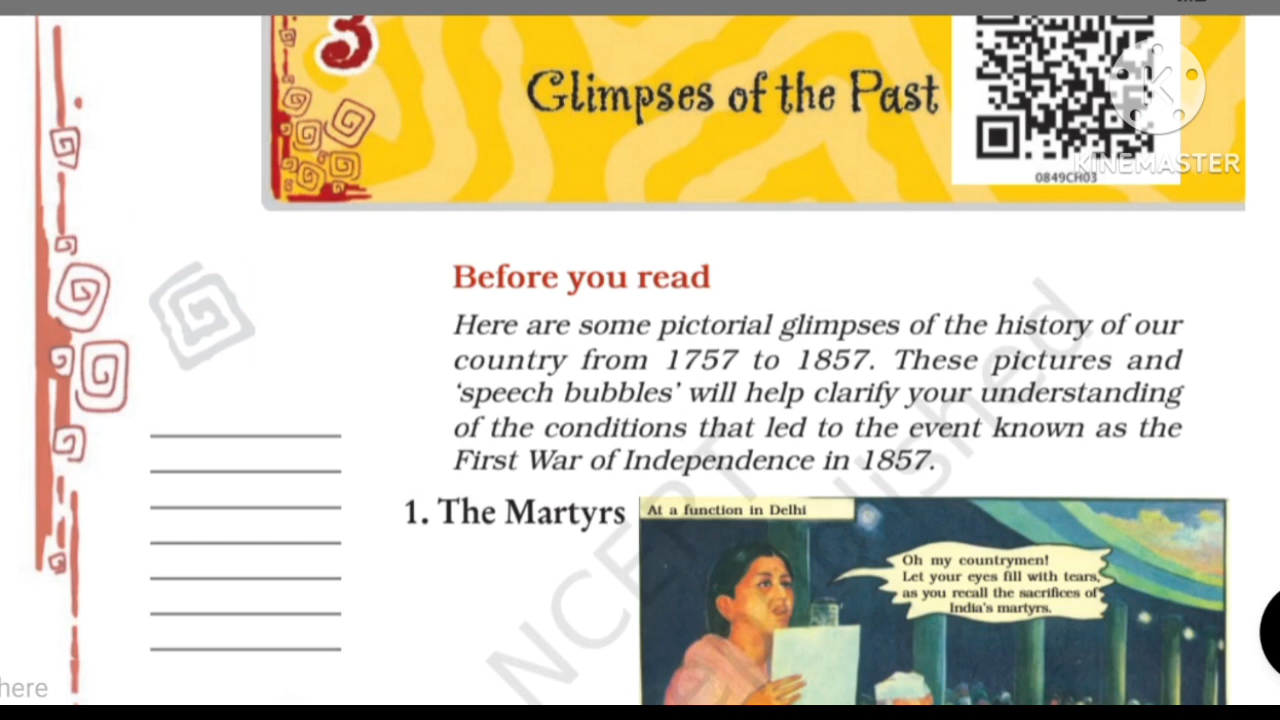 3
Glimpses of the Past
KINEMASTER
0849CH03
Before you read
Here are some pictorial glimpses of the history of our
country from 1757 to 1857. These pictures and
‘speech bubbles’ will help clarify your understanding
of the conditions that led to the event known as the
First War of Independence in 1857.
1. The Martyrs
At a function in Delhi
Oh my countrymen!
Let your eyes fill with tears,
as you recall the sacrifices of
India's martyrs.
NCERT
here